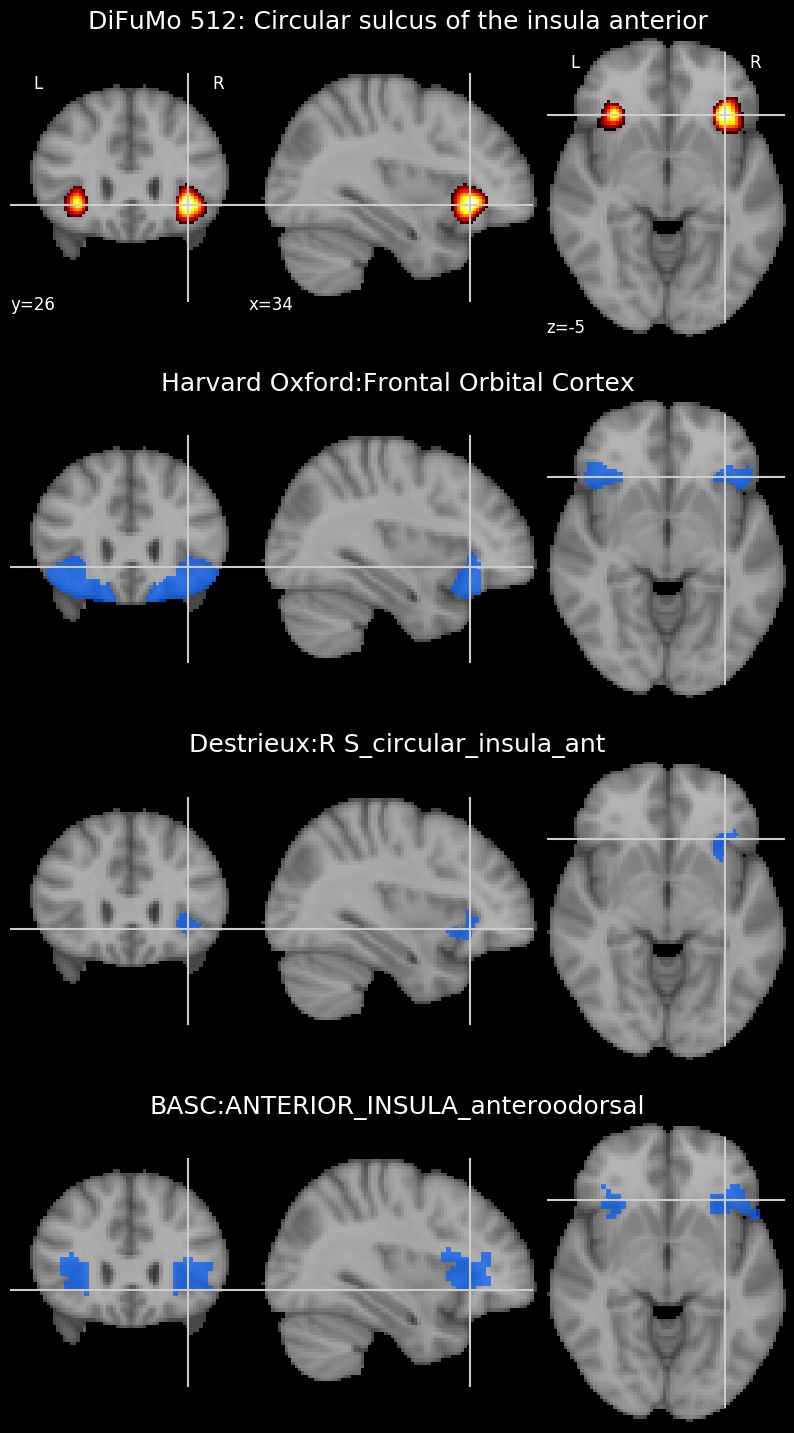 DiFuMo 512: Circular sulcus of the insula anterior
L R L R
y=26 x=34 z=-5
Harvard Oxford:Frontal Orbital Cortex
Destrieux:R S_circular_insula_ant
BASC:ANTERIOR_INSULA_anteroodorsal